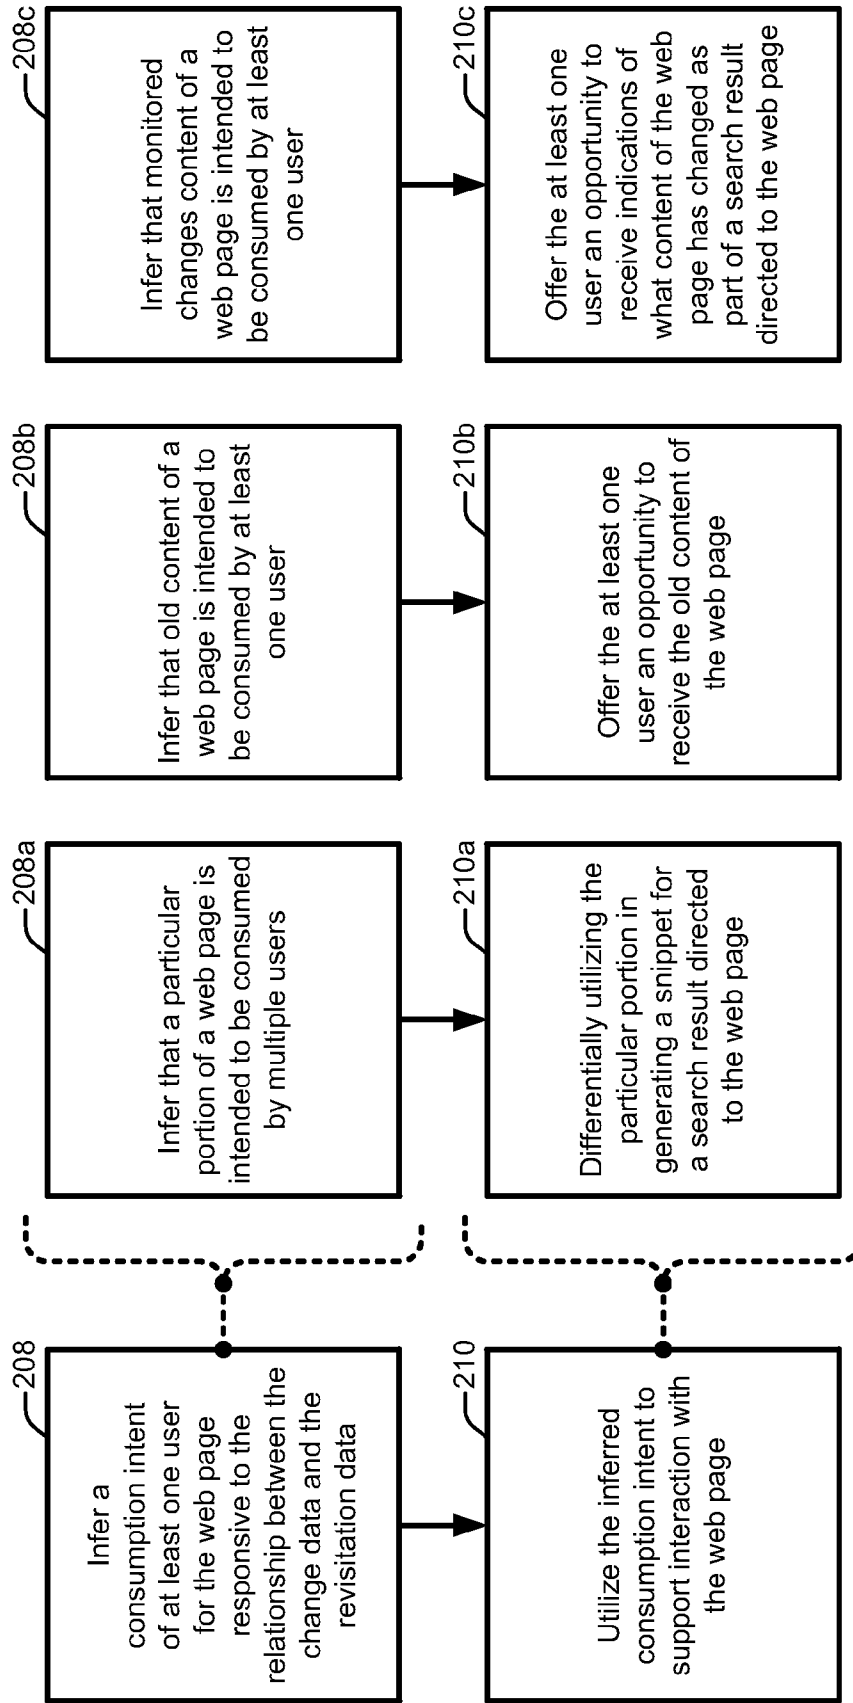 208
Infer a
consumption intent
of at least one user
for the web page
responsive to the
relationship between the
change data and the
revisitation data
210
Utilize the inferred
consumption intent to
support interaction with
the web page
208a
Infer that a particular
portion of a web page is
intended to be consumed
by multiple users
210a
Differentially utilizing the
particular portion in
generating a snippet for
a search result directed
to the web page
208b
Infer that old content of a
web page is intended to
be consumed by at least
one user
210b
Offer the at least one
user an opportunity to
receive the old content of
the web page
208c
Infer that monitored
changes content of a
web page is intended to
be consumed by at least
one user
210c
Offer the at least one
user an opportunity to
receive indications of
what content of the web
page has changed as
part of a search result
directed to the web page